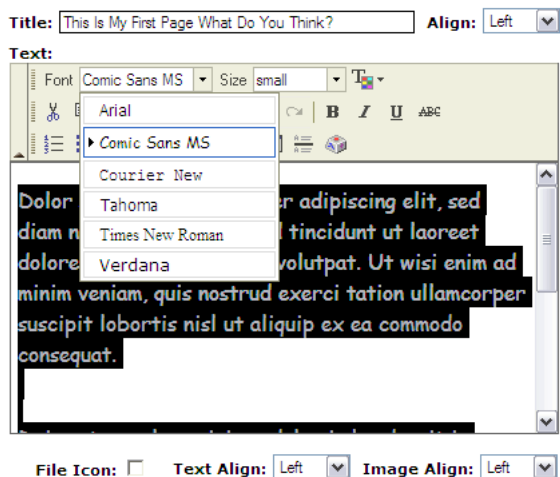 Title: This Is My First Page What Do You Think? Align: Left
Text:
Font Comic Sans MS Size small
B I U ABC
Arial
Comic Sans MS
Courier New
Tahoma
Times New Roman
Verdana
Dolor er adipiscing elit, sed
diam n tincidunt ut laoreet
dolore volutpat. Ut wisi enim ad
minim veniam, quis nostrud exerci tation ullamcorper
suscipit lobortis nisl ut aliquip ex ea commodo
consequat.
File Icon: Text Align: Left Image Align: Left